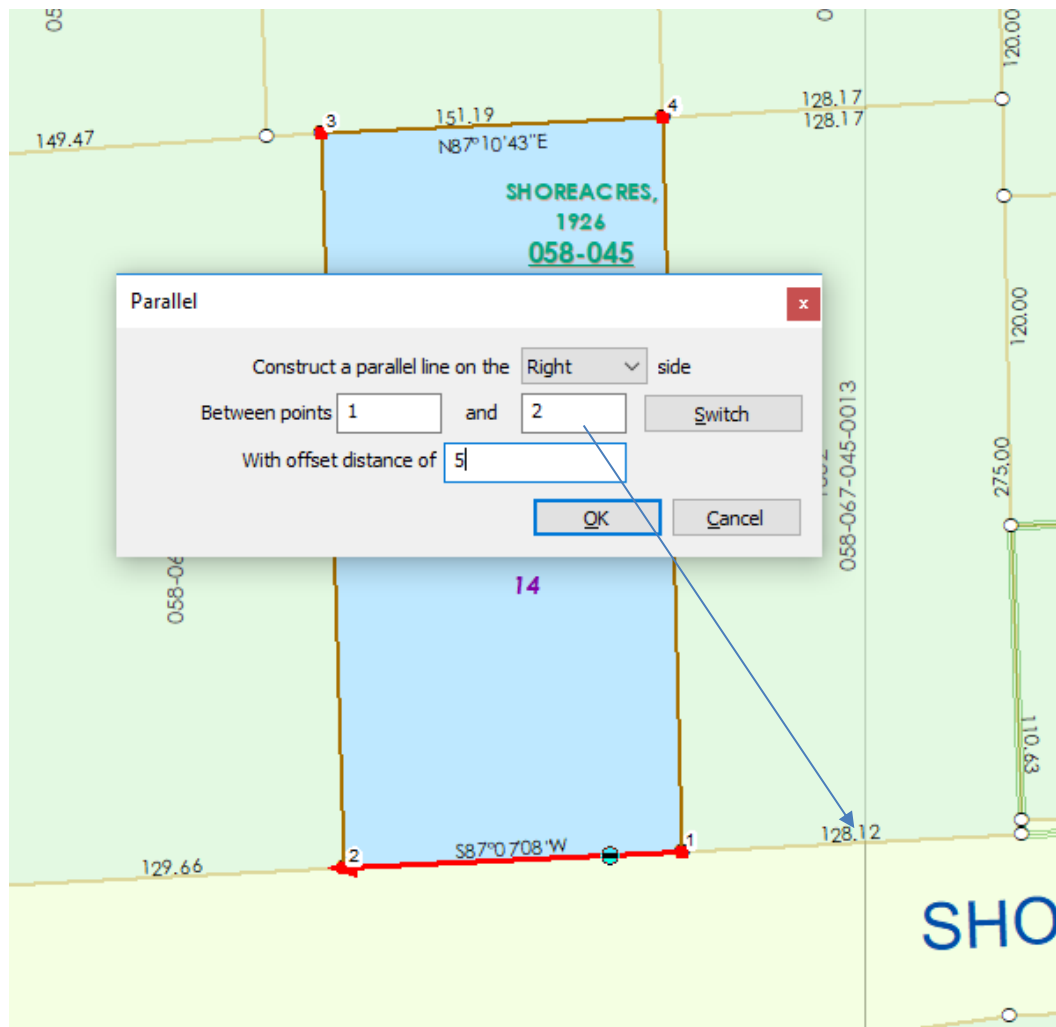 05
0
120.00
3
151.19
4
128.17
128.17
149.47
N87°10'43"E
SHOREACRES,
1926
058-045
Parallel
x
Construct a parallel line on the Right side
Between points 1 and 2 Switch
With offset distance of 5
OK Cancel
120.00
058-067-045-0013
275.00
058-06
14
110.63
128.12
1
S87°07'08"W
2
129.66
SHO